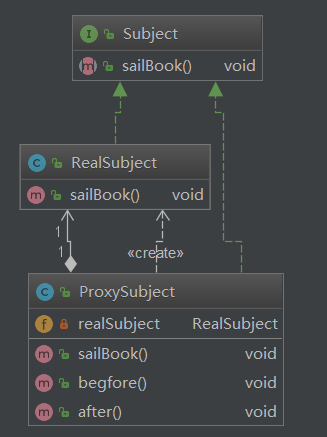 I Subject
m sailBook() void
C RealSubject
m sailBook() void
1
1
«create»
C ProxySubject
f realSubject RealSubject
m sailBook() void
m begfore() void
m after() void